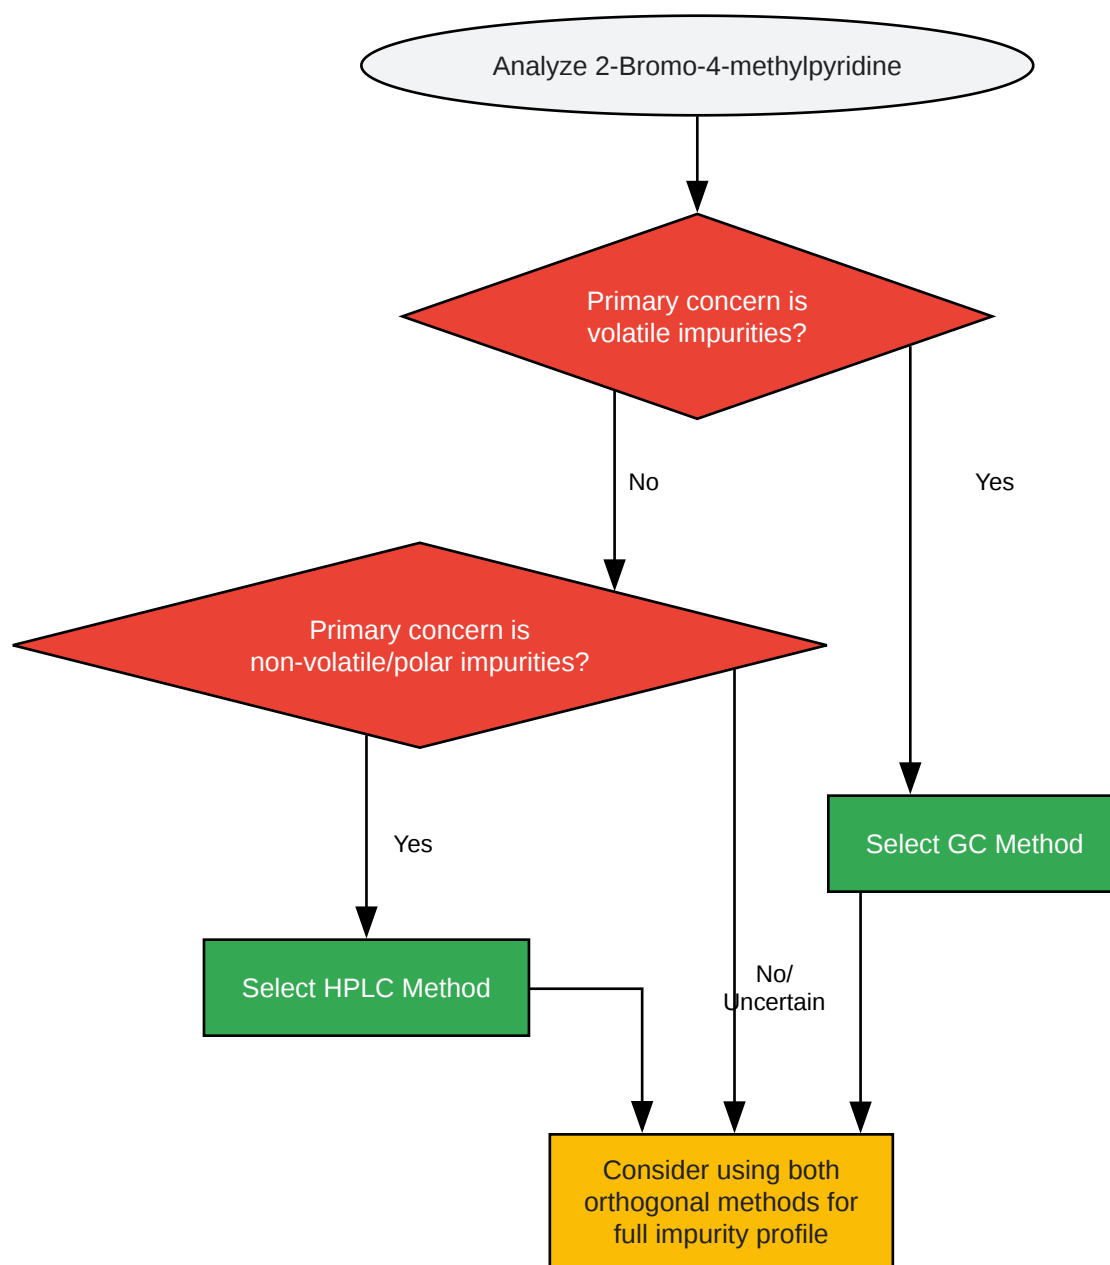 Analyze 2-Bromo-4-methylpyridine
Primary concern is
volatile impurities?
No
Yes
Primary concern is
non-volatile/polar impurities?
Yes
Select GC Method
Select HPLC Method
No/
Uncertain
Consider using both
orthogonal methods for
full impurity profile